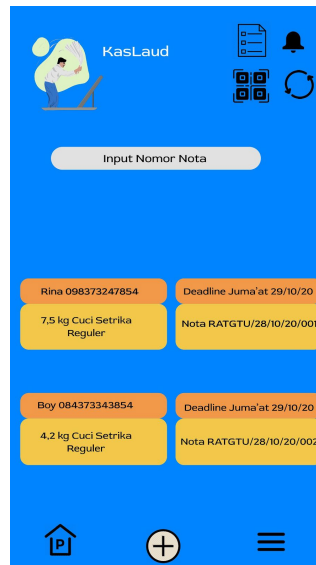 KasLaud
Input Nomor Nota
Rina 098373247854
Deadline Juma'at 29/10/20
7,5 kg Cuci Setrika
Reguler
Nota RATGTU/28/10/20/001
Boy 084373343854
Deadline Juma'at 29/10/20
4,2 kg Cuci Setrika
Reguler
Nota RATGTU/28/10/20/002
P